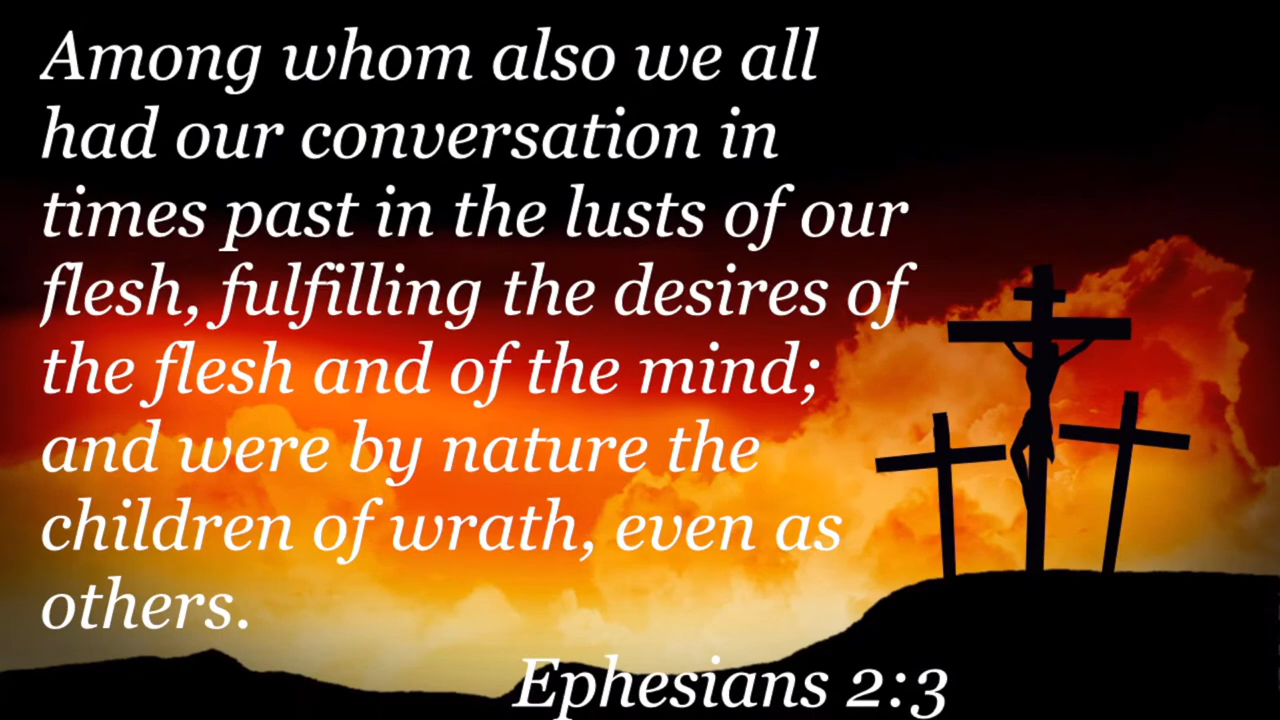 Among whom also we all
had our conversation in
times past in the lusts of our
flesh, fulfilling the desires of
the flesh and of the mind;
and were by nature the
children of wrath, even as
others.
Ephesians 2:3